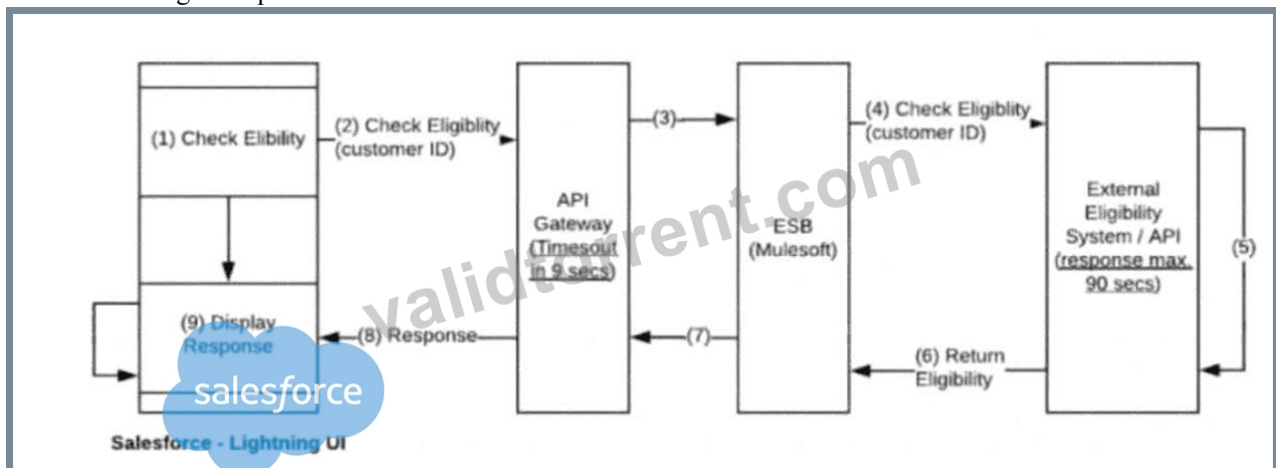 (1) Check Elibility
(2) Check Eligiblity
(customer ID)
(3)
(4) Check Eligiblity
(customer ID)
API
Gateway
(Timesout
in 9 secs)
ESB
(Mulesoft)
External
Eligibility
System / API
(response max.
90 secs)
(5)
(6) Return
Eligibility
(7)
(8) Response
(9) Display
Response
salesforce
Salesforce - Lightning UI
validtorrent.com